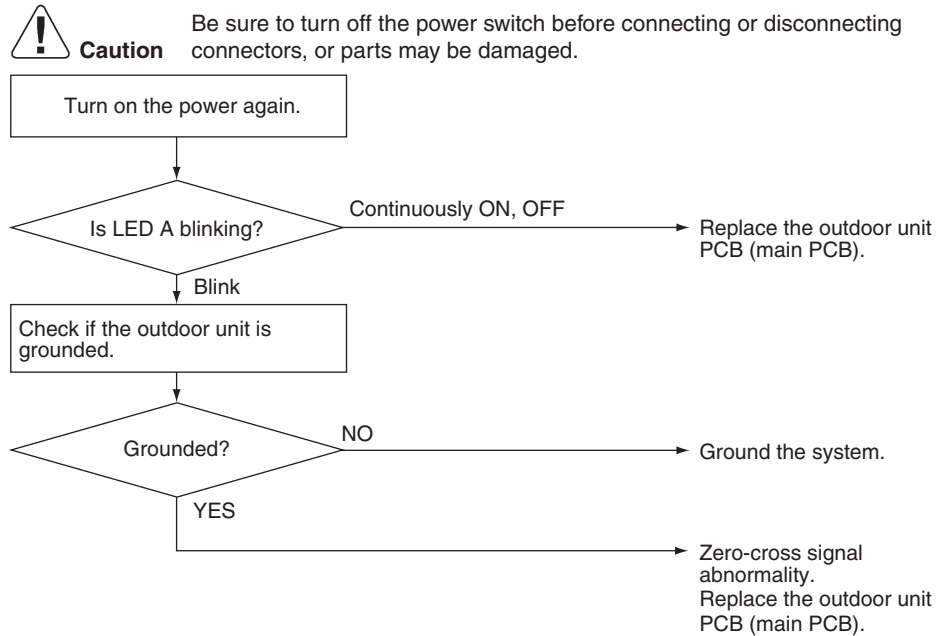 Be sure to turn off the power switch before connecting or disconnecting
Caution connectors, or parts may be damaged.
Turn on the power again.
Is LED A blinking?
Continuously ON, OFF
Replace the outdoor unit
PCB (main PCB).
Blink
Check if the outdoor unit is
grounded.
Grounded?
NO
Ground the system.
YES
Zero-cross signal
abnormality.
Replace the outdoor unit
PCB (main PCB).